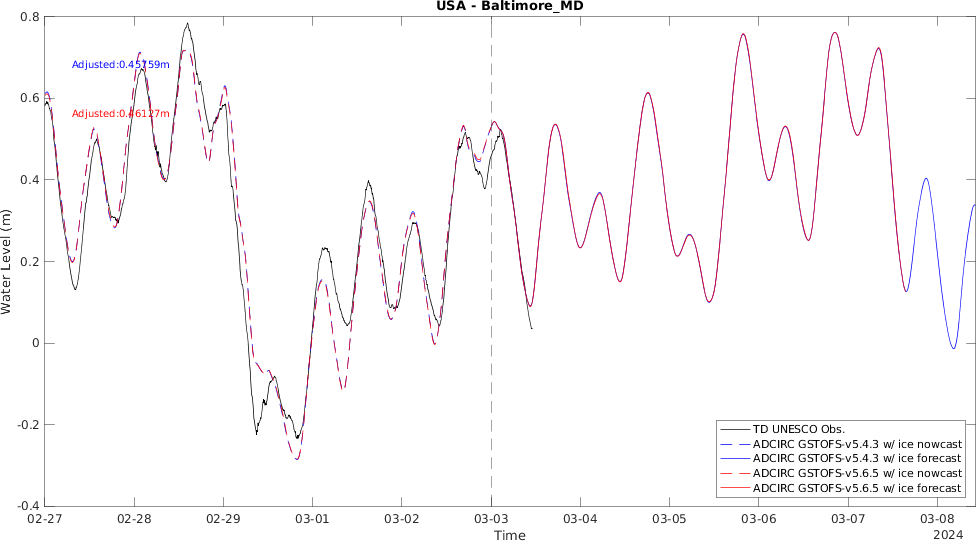 USA - Baltimore_MD
0.8
0.6
0.4
0.2
0
-0.2
-0.4
Water Level (m)
Adjusted:0.45759m
Adjusted:0.46127m
TD UNESCO Obs.
ADCIRC GSTOFS-v5.4.3 w/ ice nowcast
ADCIRC GSTOFS-v5.4.3 w/ ice forecast
ADCIRC GSTOFS-v5.6.5 w/ ice nowcast
ADCIRC GSTOFS-v5.6.5 w/ ice forecast
02-27 02-28 02-29 03-01 03-02 03-03 03-04 03-05 03-06 03-07 03-08
Time
2024